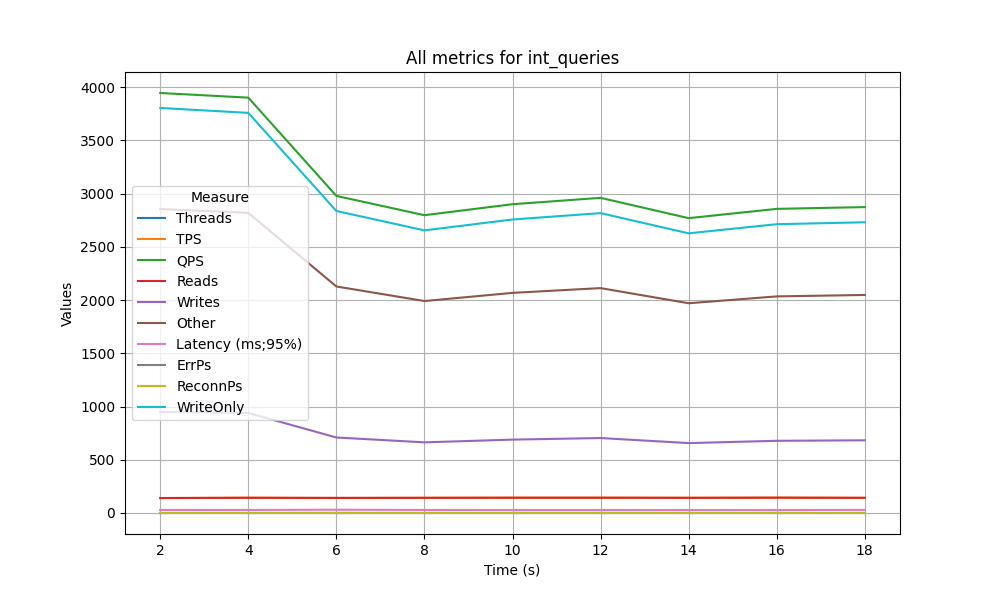 All metrics for int_queries
Values
4000
3500
3000
2500
2000
1500
1000
500
0
Measure
Threads
TPS
QPS
Reads
Writes
Other
Latency (ms;95%)
ErrPs
ReconnPs
WriteOnly
2 4 6 8 10 12 14 16 18
Time (s)